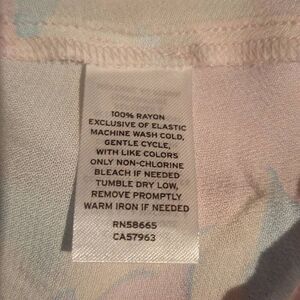 100% RAYON
EXCLUSIVE OF ELASTIC
MACHINE WASH COLD,
GENTLE CYCLE,
WITH LIKE COLORS
ONLY NON-CHLORINE
BLEACH IF NEEDED
TUMBLE DRY LOW,
REMOVE PROMPTLY
WARM IRON IF NEEDED
RN58665
CA57963